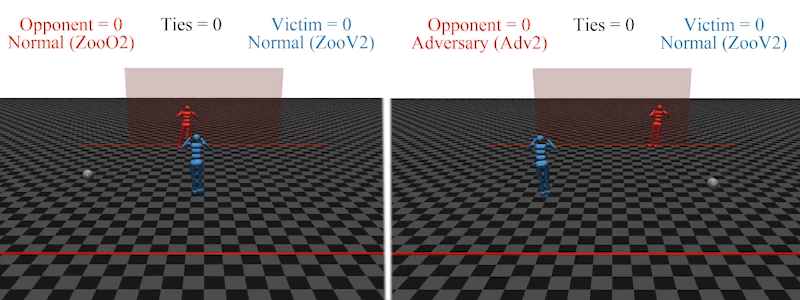 Opponent = 0 Ties = 0 Victim = 0
Normal (ZooO2) Normal (ZooV2)
Opponent = 0 Ties = 0 Victim = 0
Adversary (Adv2) Normal (ZooV2)